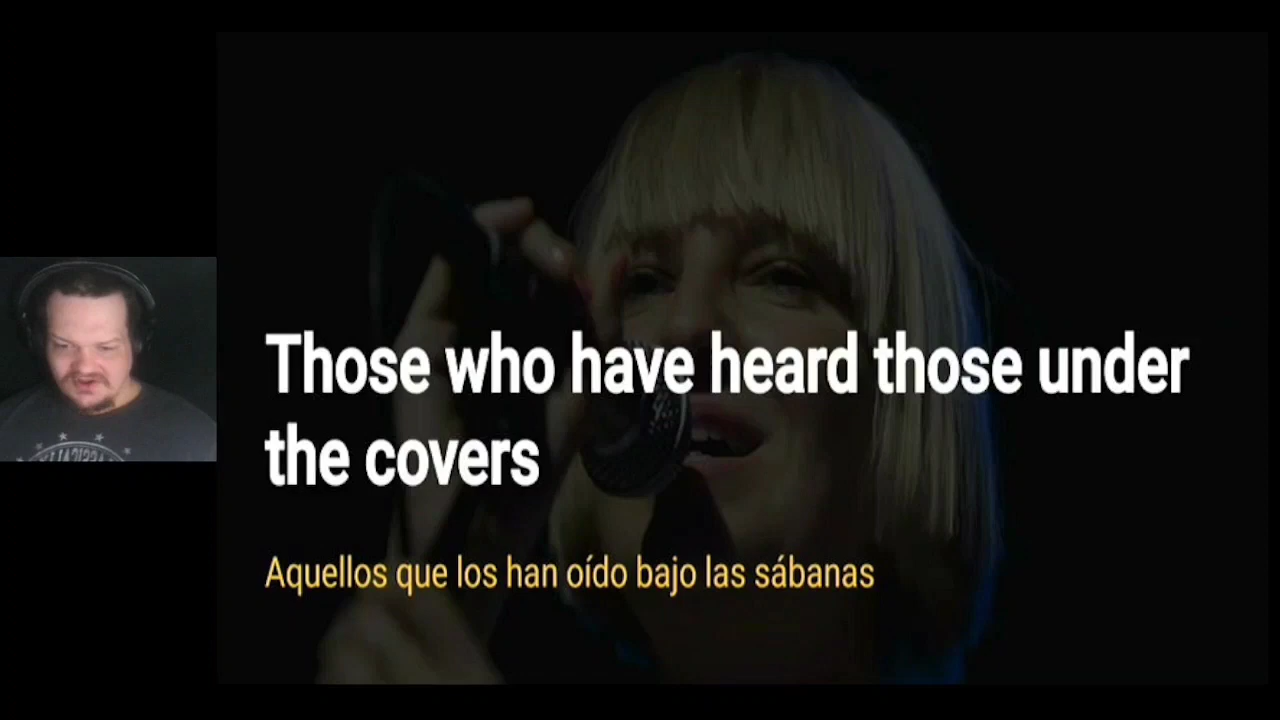 Those who have heard those under
the covers
Aquellos que los han oído bajo las sábanas